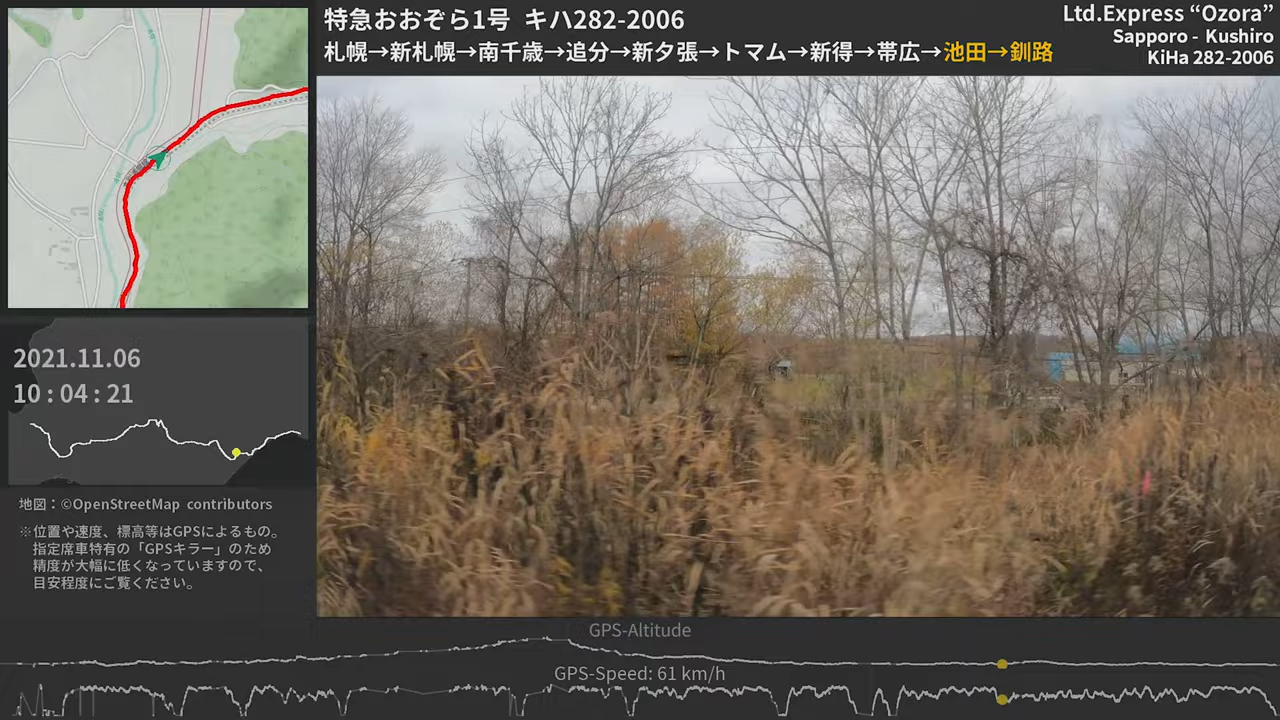 特急おおぞら1号 キハ282-2006
札幌→新札幌→南千歳→追分→新夕張→トマム→新得→帯広→池田→釧路
Ltd.Express “Ozora”
Sapporo - Kushiro
KiHa 282-2006
2021.11.06
10:04:21
地図：©OpenStreetMap contributors
※位置や速度、標高等はGPSによるもの。
指定席車特有の「GPSキラー」のため
精度が大幅に低くなっていますので、
目安程度にご覧ください。
GPS-Altitude
GPS-Speed: 61 km/h